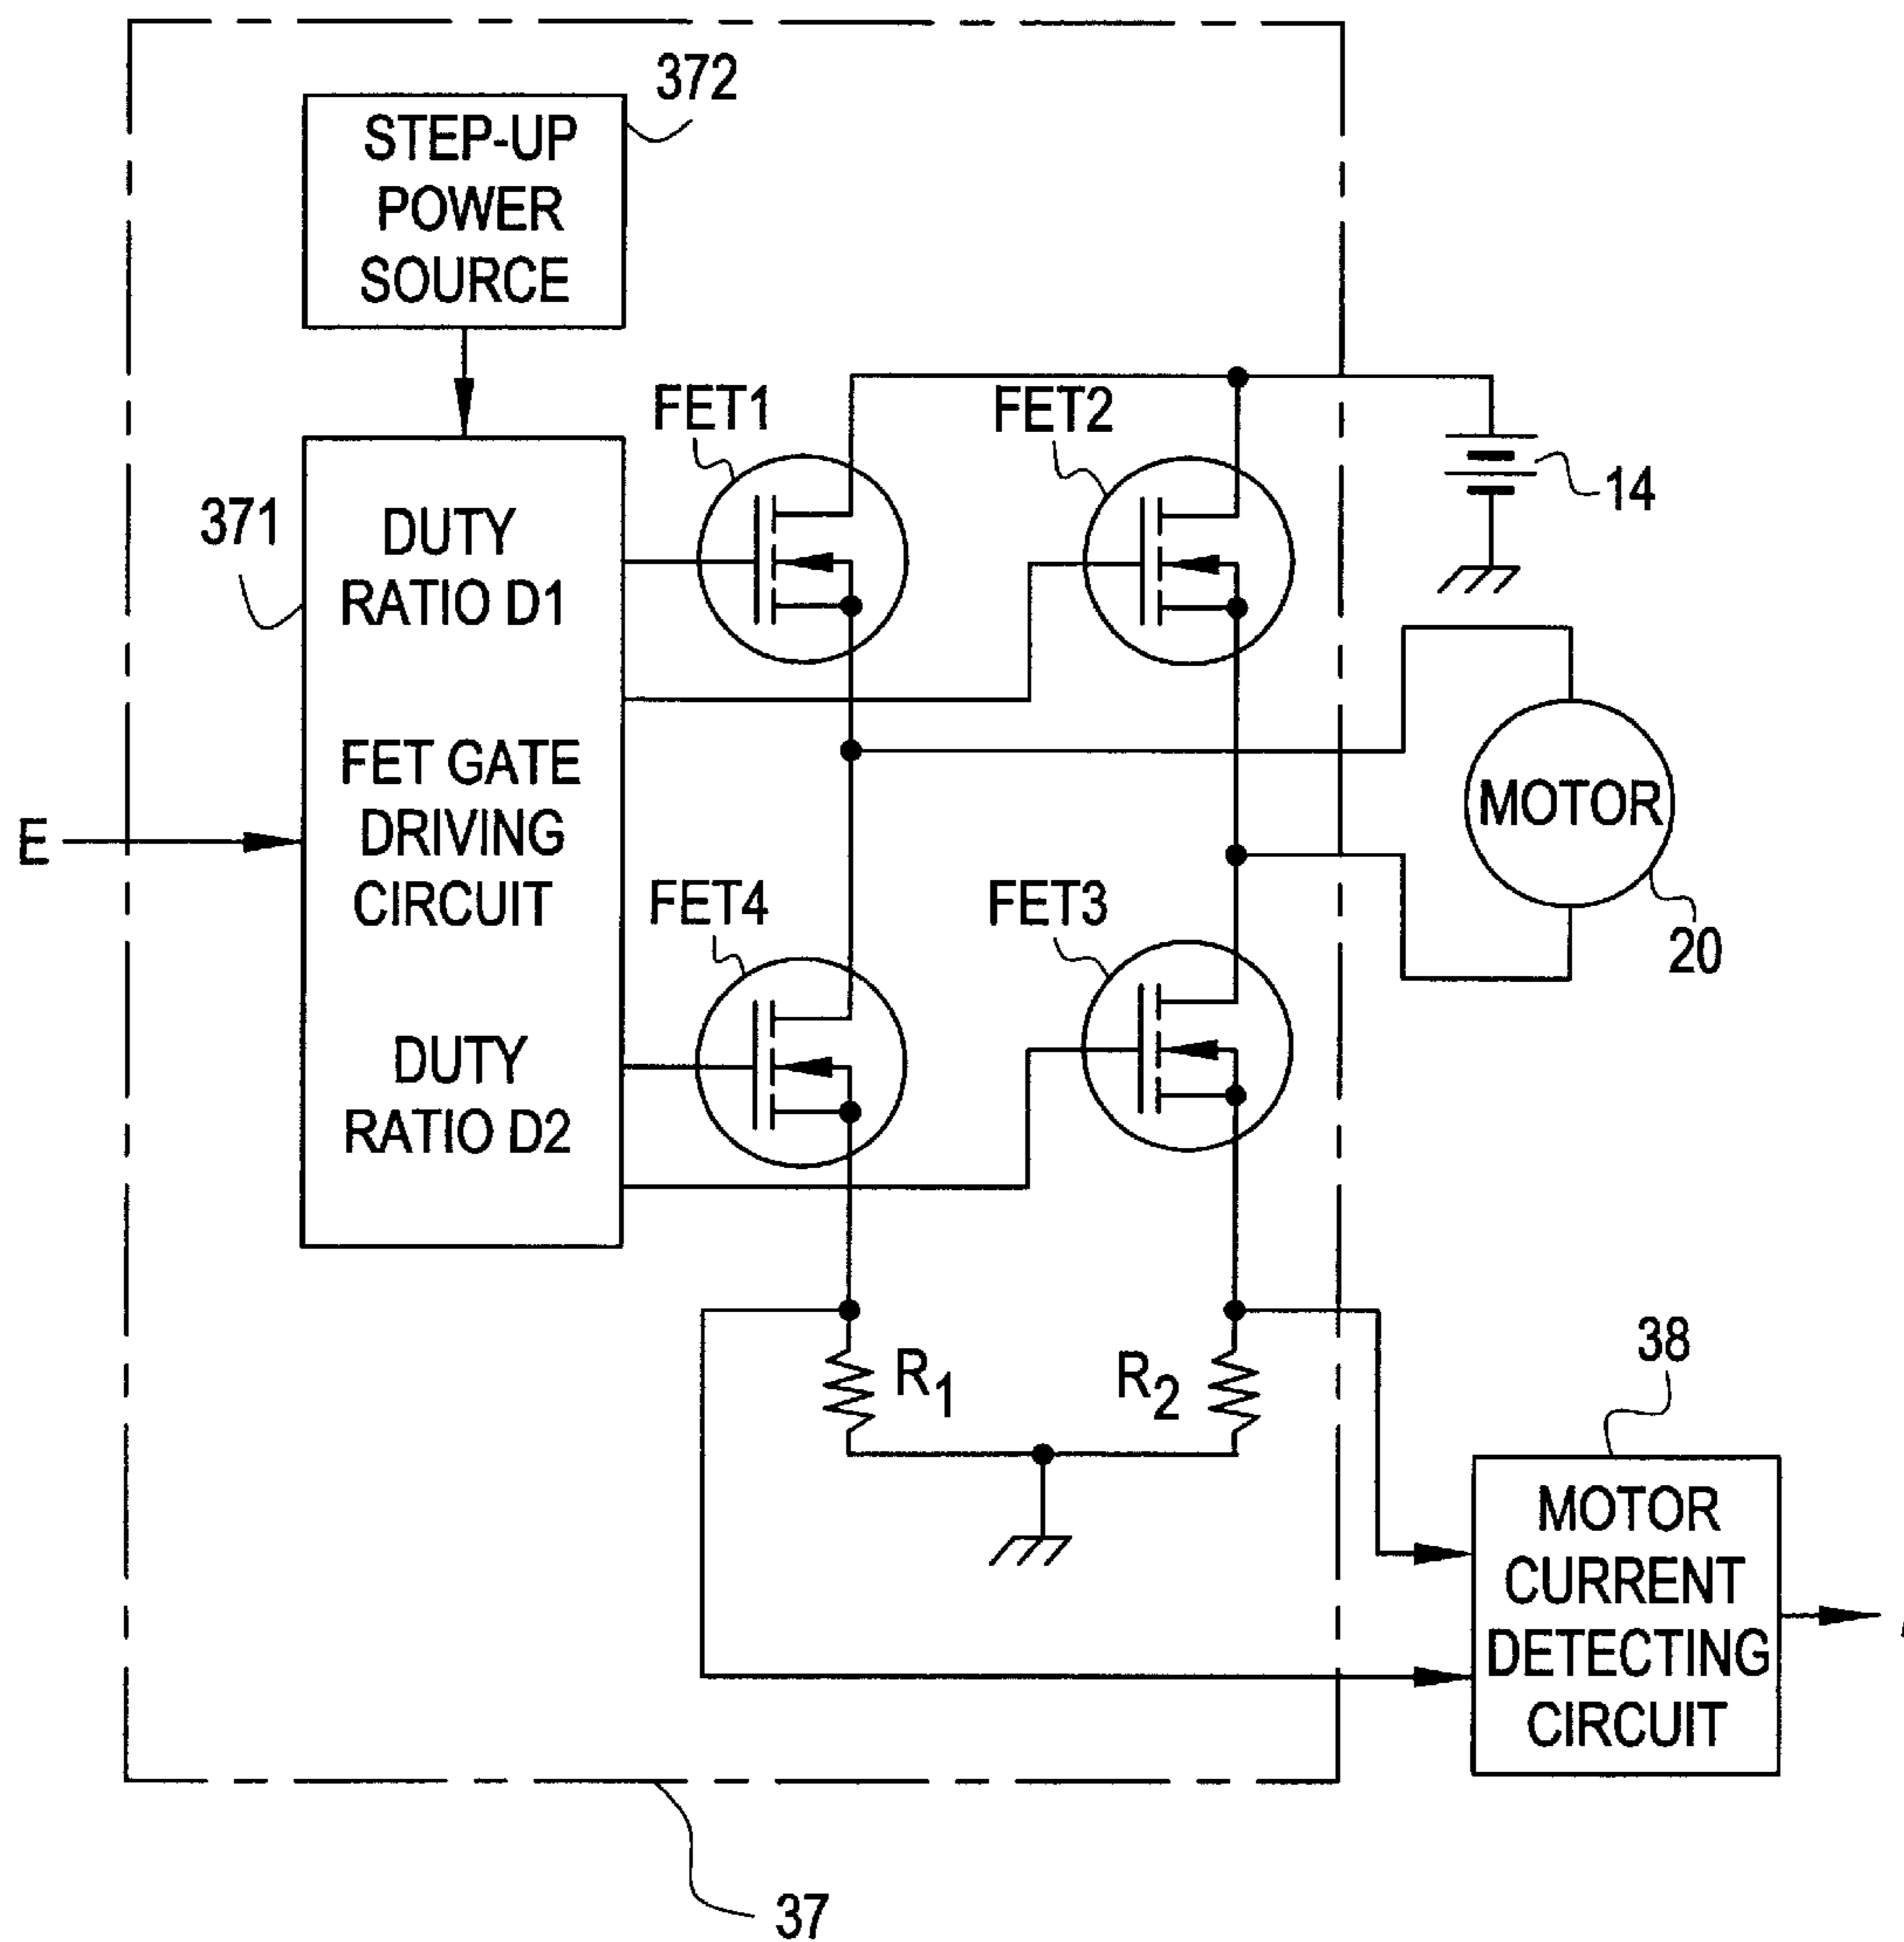 372
STEP-UP
POWER
SOURCE
FET1
FET2
14
371
DUTY
RATIO D1
FET GATE
DRIVING
CIRCUIT
MOTOR
E
FET4
FET3
20
DUTY
RATIO D2
R1
R2
38
MOTOR
CURRENT
DETECTING
CIRCUIT
37